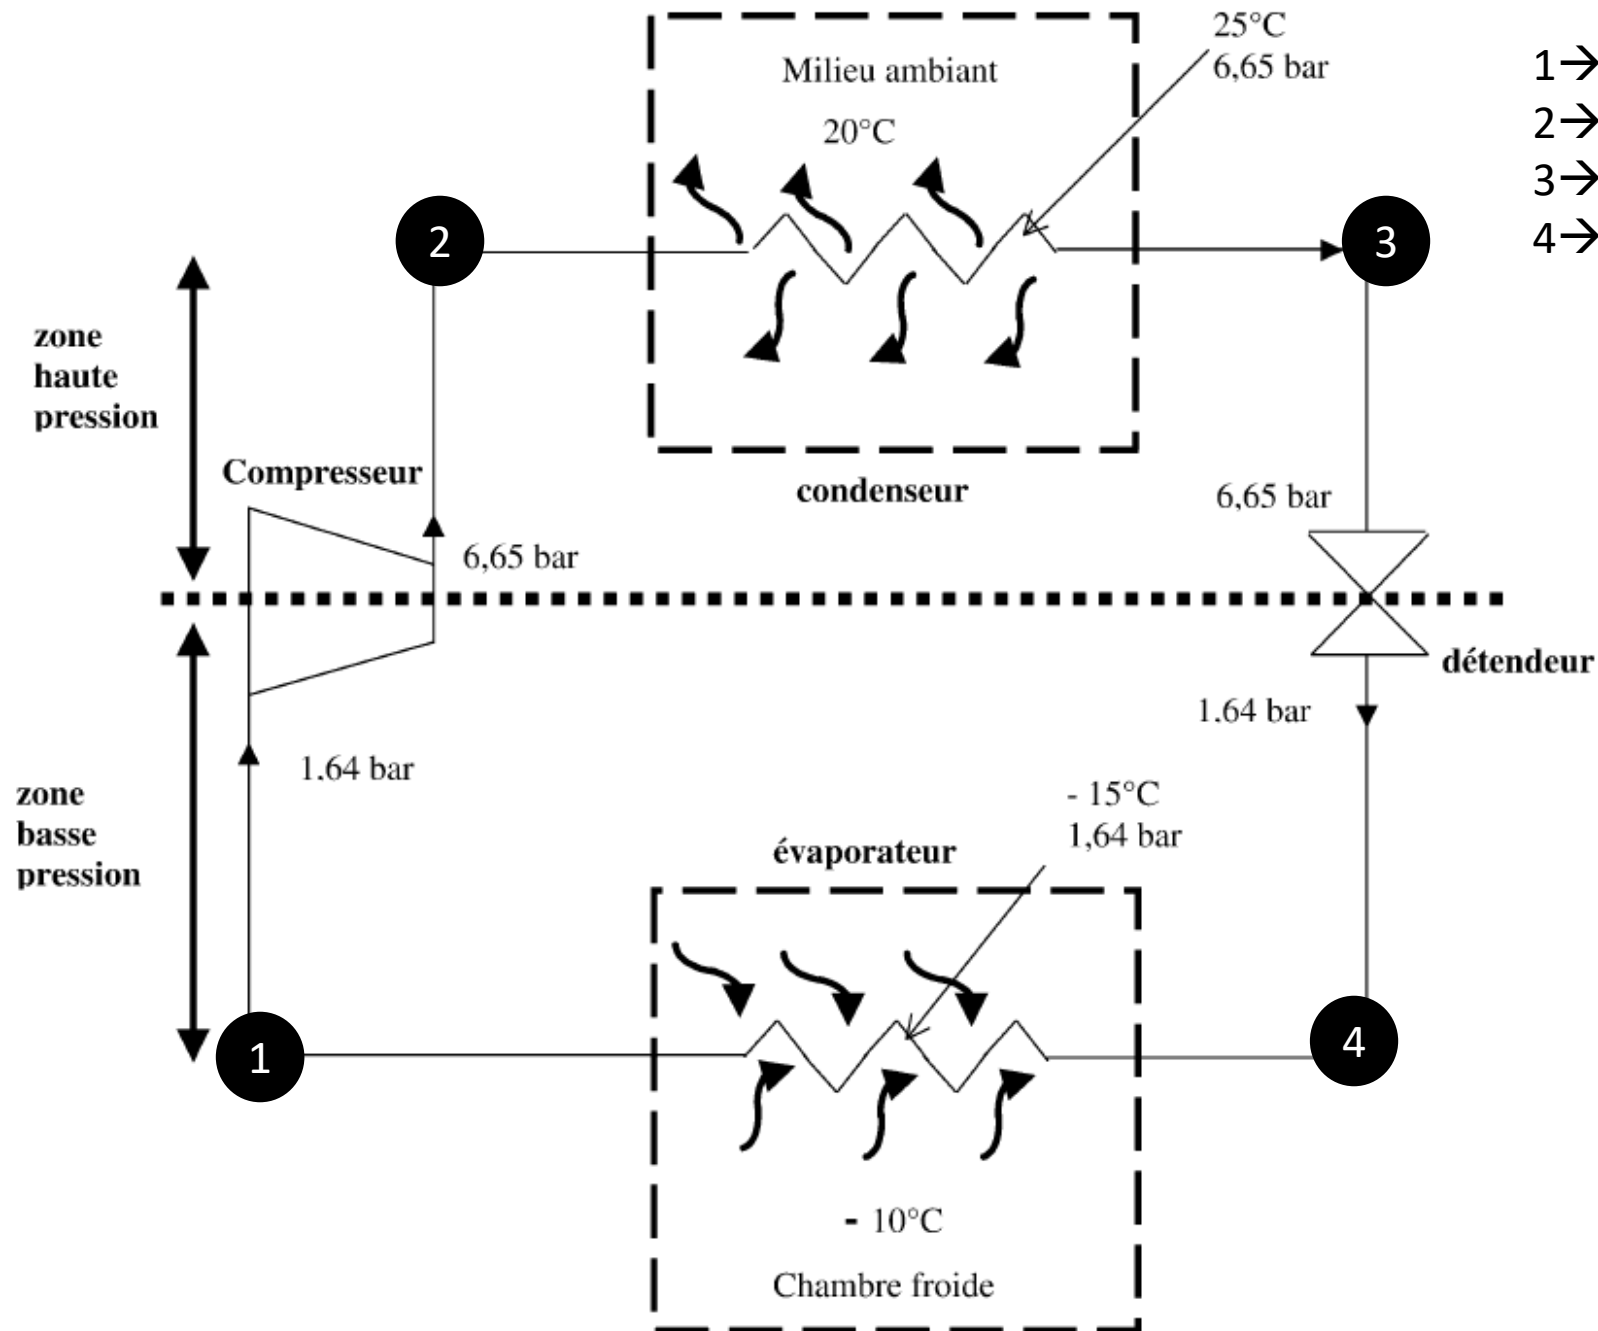 25°C
6,65 bar
Milieu ambiant
20°C
1→
2→
3→
4→
2
3
zone
haute
pression
Compresseur
condenseur
6,65 bar
6,65 bar
détendeur
1.64 bar
1.64 bar
zone
basse
pression
- 15°C
1,64 bar
évaporateur
1
4
- 10°C
Chambre froide